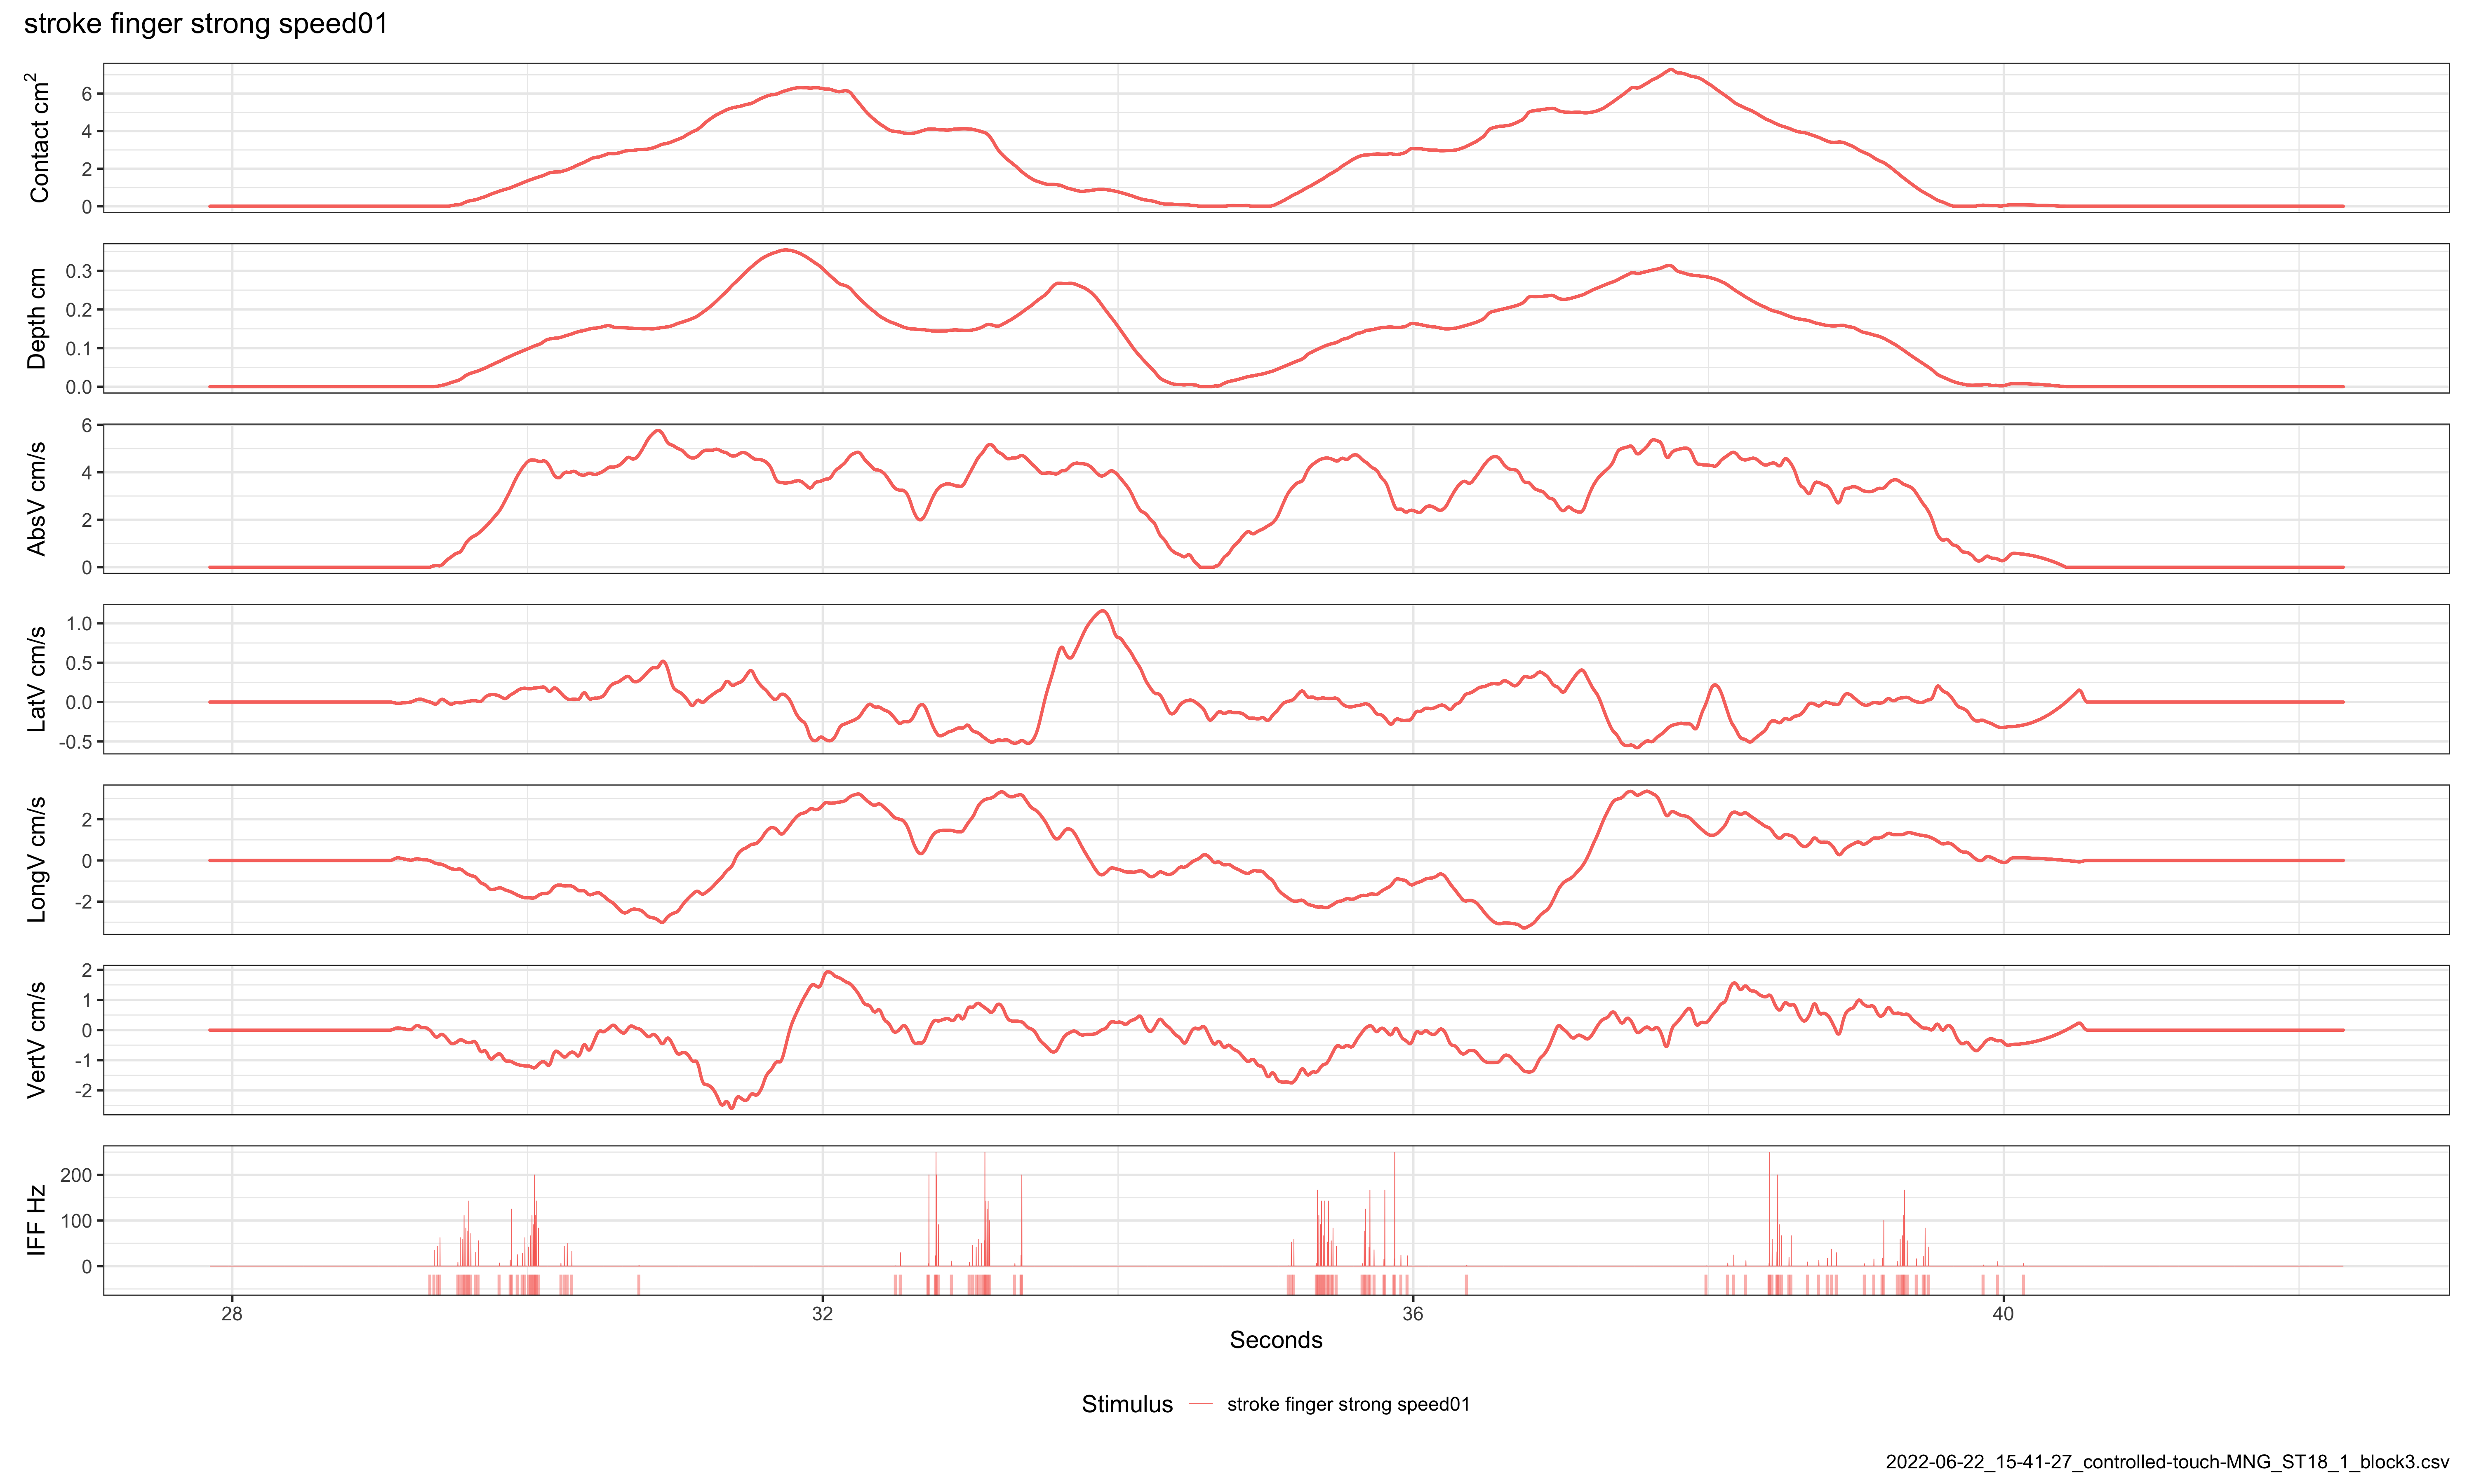 stroke finger strong speed01
Contact cm²
6
4
2
0
Depth cm
0.3
0.2
0.1
0.0
AbsV cm/s
6
4
2
0
LatV cm/s
1.0
0.5
0.0
-0.5
LongV cm/s
2
0
-2
VertV cm/s
2
1
0
-1
-2
IFF Hz
200
100
0
28 32 36 40
Seconds
Stimulus stroke finger strong speed01
2022-06-22_15-41-27_controlled-touch-MNG_ST18_1_block3.csv